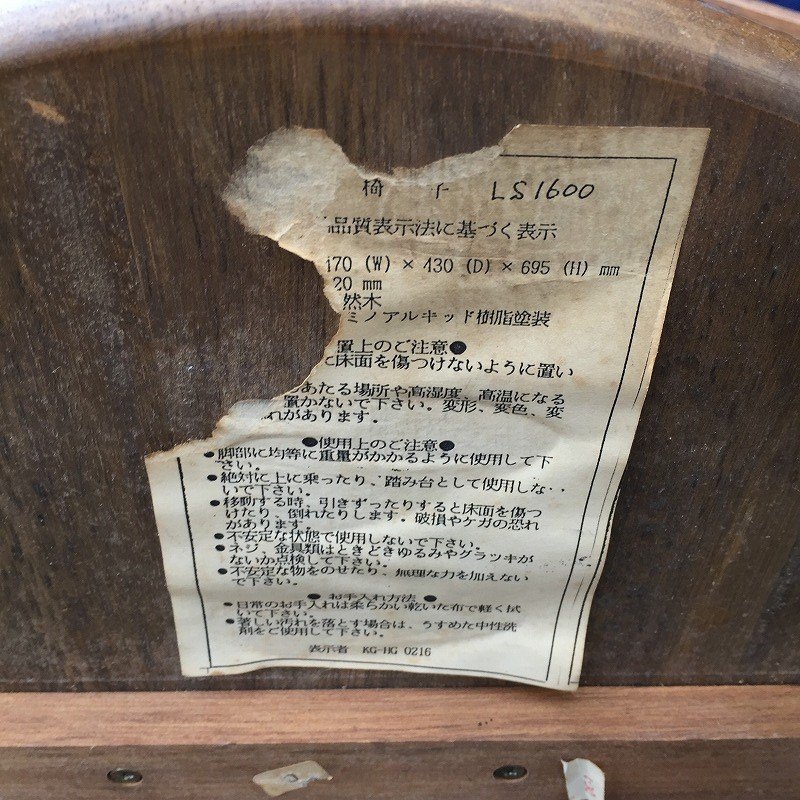 椅 子 LS1600
品質表示法に基づく表示
470 (W) × 430 (D) × 695 (H) mm
20 mm
然木
ミノアルキッド樹脂塗装
置上のご注意●
に床面を傷つけないように置い
あたる場所や高湿度、高温になる
置かないで下さい。変形、変色、変
れがあります。
●使用上のご注意●
●脚部に均等に重量がかかるように使用して下
さい。
●絶対に上に乗ったり、踏み台として使用しな
いで下さい。
●移動する時、引きずったりすると床面を傷つ
けたり、倒れたりします。破損やケガの恐れ
があります
●不安定な状態で使用しないで下さい。
●ネジ、金具類はときどきゆるみやグラツキが
ないか点検して下さい。
●不安定な物をのせたり、無理な力を加えない
で下さい。
● お手入れ方法 ●
●日常のお手入れは柔らかい乾いた布で軽く拭
いて下さい。
●著しい汚れを落とす場合は、うすめた中性洗
剤をご使用して下さい。
表示者 KG-HG 0216